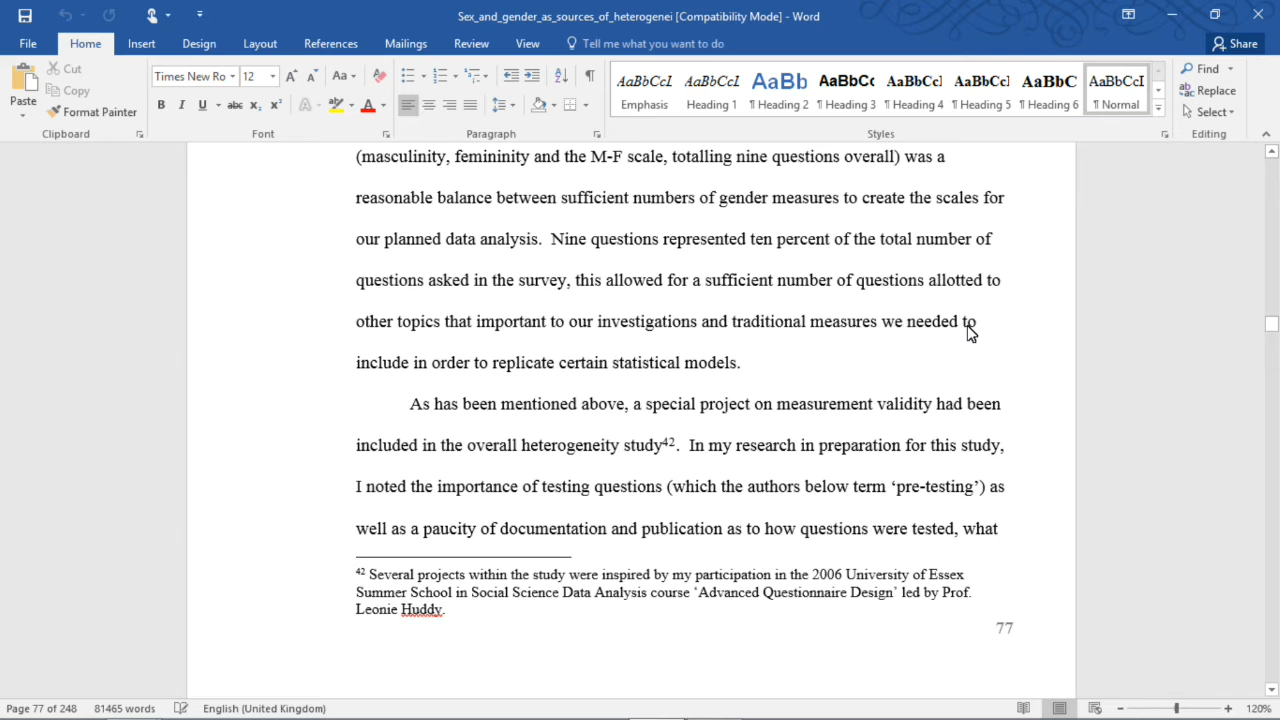 Sex_and_gender_as_sources_of_heterogenei [Compatibility Mode] - Word
File Home Insert Design Layout References Mailings Review View Tell me what you want to do Share
Paste Cut Copy Format Painter Clipboard
Times New Ro 12 Aa B I U abc X₂ X² A A Font
Paragraph
AaBbCcI AaBbCcI AaBb AaBbCc AaBbCcI AaBbCcI AaBbC AaBbCcI
Emphasis Heading 1 ¶ Heading 2 ¶ Heading 3 ¶ Heading 4 ¶ Heading 5 ¶ Heading 6 ¶ Normal
Styles
Find
Replace
Select
Editing
(masculinity, femininity and the M-F scale, totalling nine questions overall) was a
reasonable balance between sufficient numbers of gender measures to create the scales for
our planned data analysis. Nine questions represented ten percent of the total number of
questions asked in the survey, this allowed for a sufficient number of questions allotted to
other topics that important to our investigations and traditional measures we needed to
include in order to replicate certain statistical models.
As has been mentioned above, a special project on measurement validity had been
included in the overall heterogeneity study⁴². In my research in preparation for this study,
I noted the importance of testing questions (which the authors below term ‘pre-testing’) as
well as a paucity of documentation and publication as to how questions were tested, what
⁴² Several projects within the study were inspired by my participation in the 2006 University of Essex
Summer School in Social Science Data Analysis course ‘Advanced Questionnaire Design’ led by Prof.
Leonie Huddy.
77
Page 77 of 248 81465 words English (United Kingdom) 120%